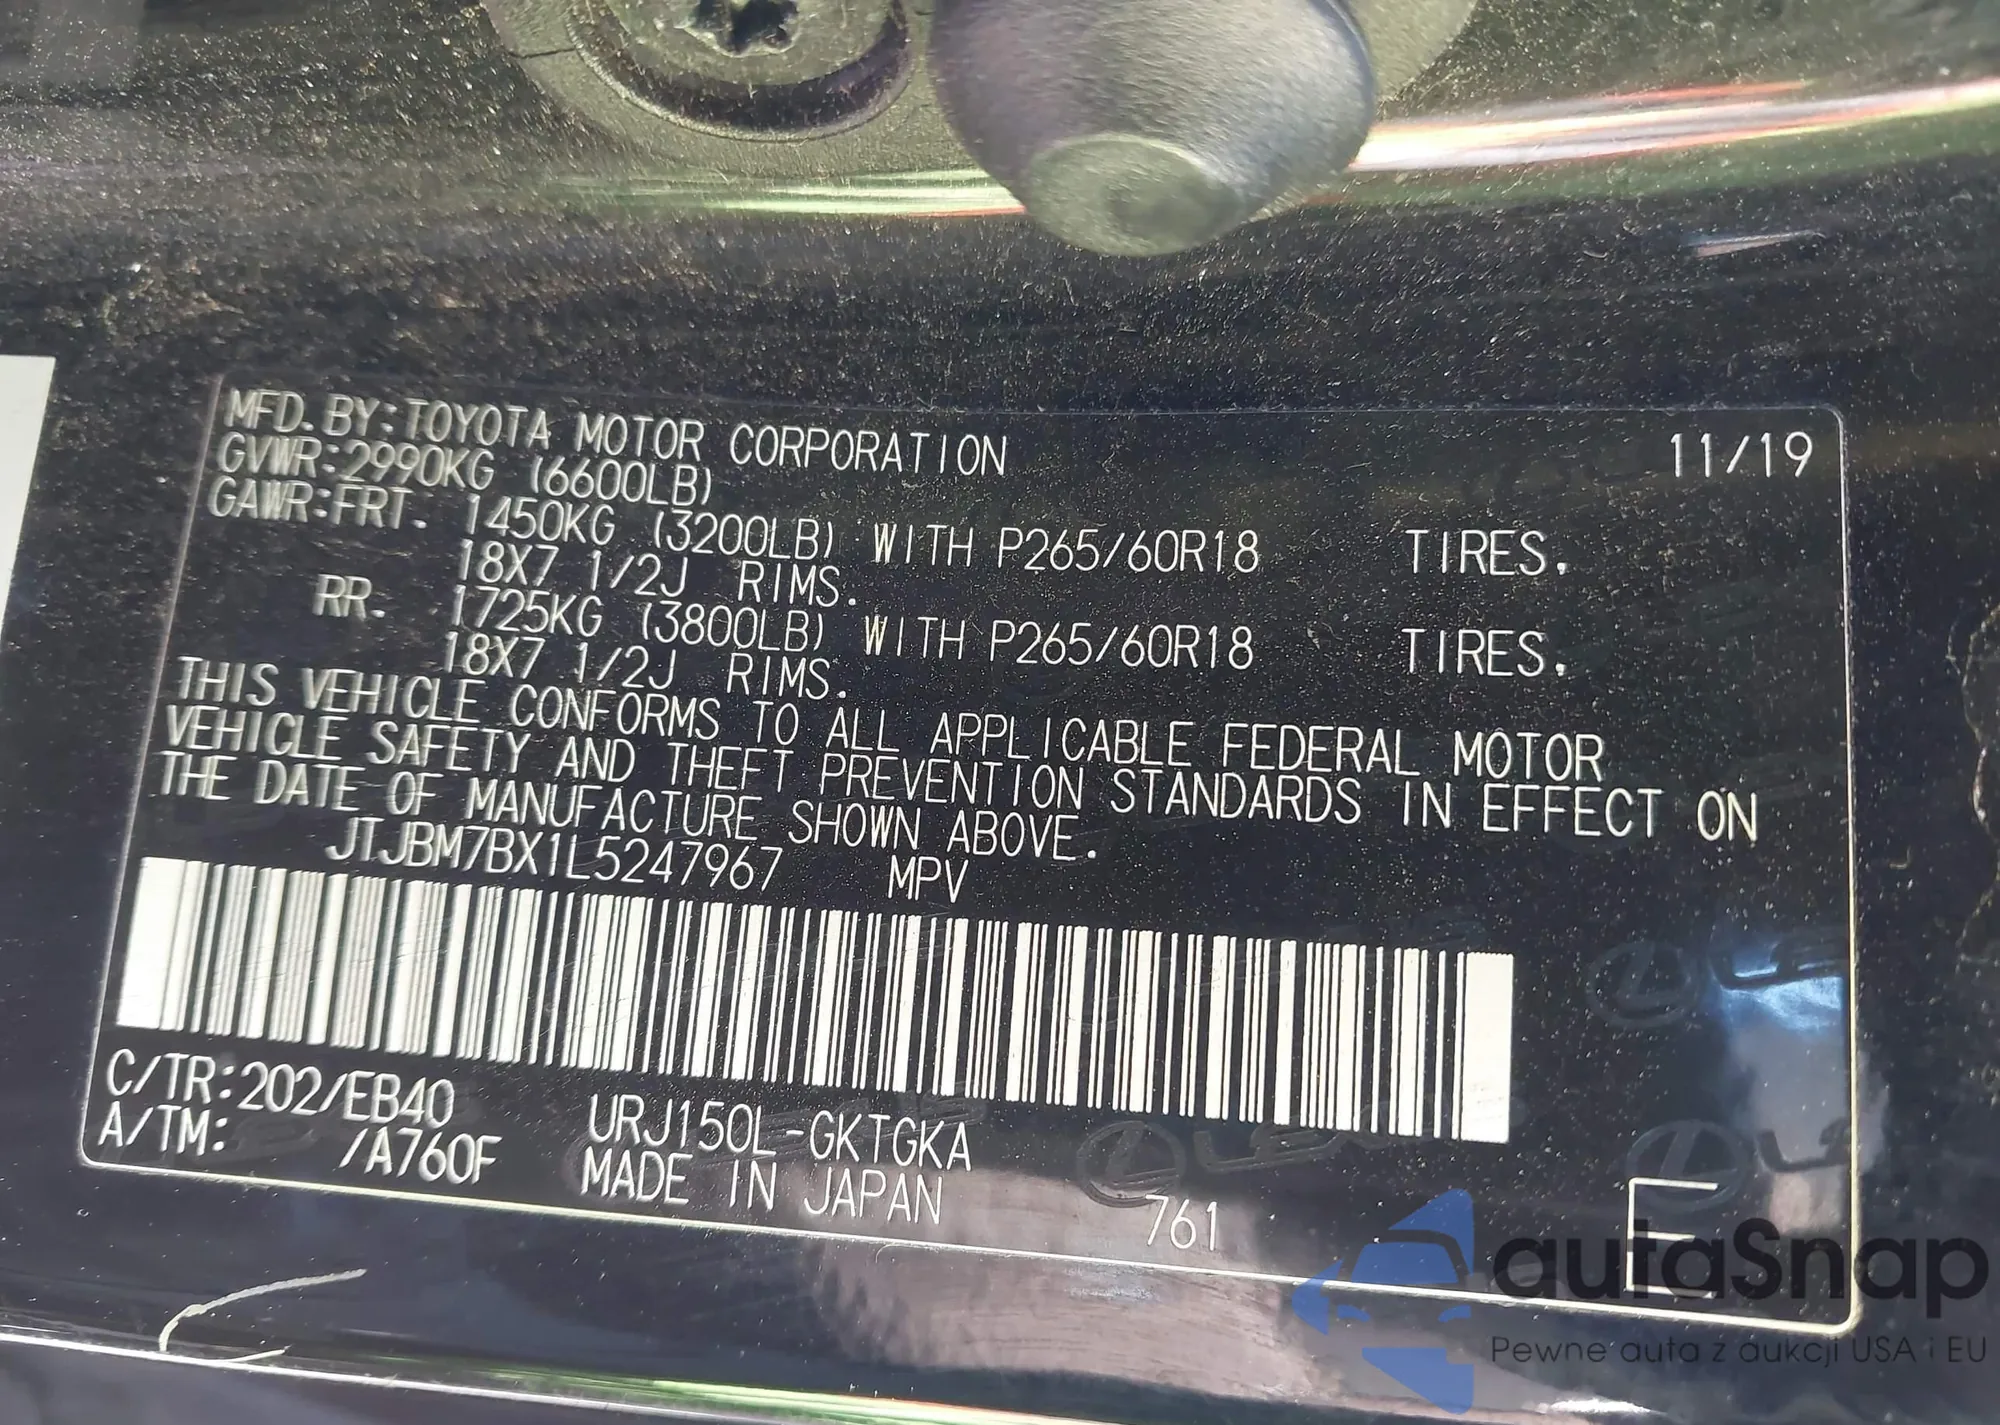 MFD. BY: TOYOTA MOTOR CORPORATION 11/19
GVWR: 2990KG (6600LB)
GAWR: FRT. 1450KG (3200LB) WITH P265/60R18 TIRES,
18X7 1/2J RIMS.
RR. 1725KG (3800LB) WITH P265/60R18 TIRES,
18X7 1/2J RIMS.
THIS VEHICLE CONFORMS TO ALL APPLICABLE FEDERAL MOTOR
VEHICLE SAFETY AND THEFT PREVENTION STANDARDS IN EFFECT ON
THE DATE OF MANUFACTURE SHOWN ABOVE.
JTJBM7BX1L5247967 MPV
C/TR: 202/EB40 URJ150L-GKTGKA
A/TM: /A760F MADE IN JAPAN 761
E
autaSnap
Pewne auta z aukcji USA i EU